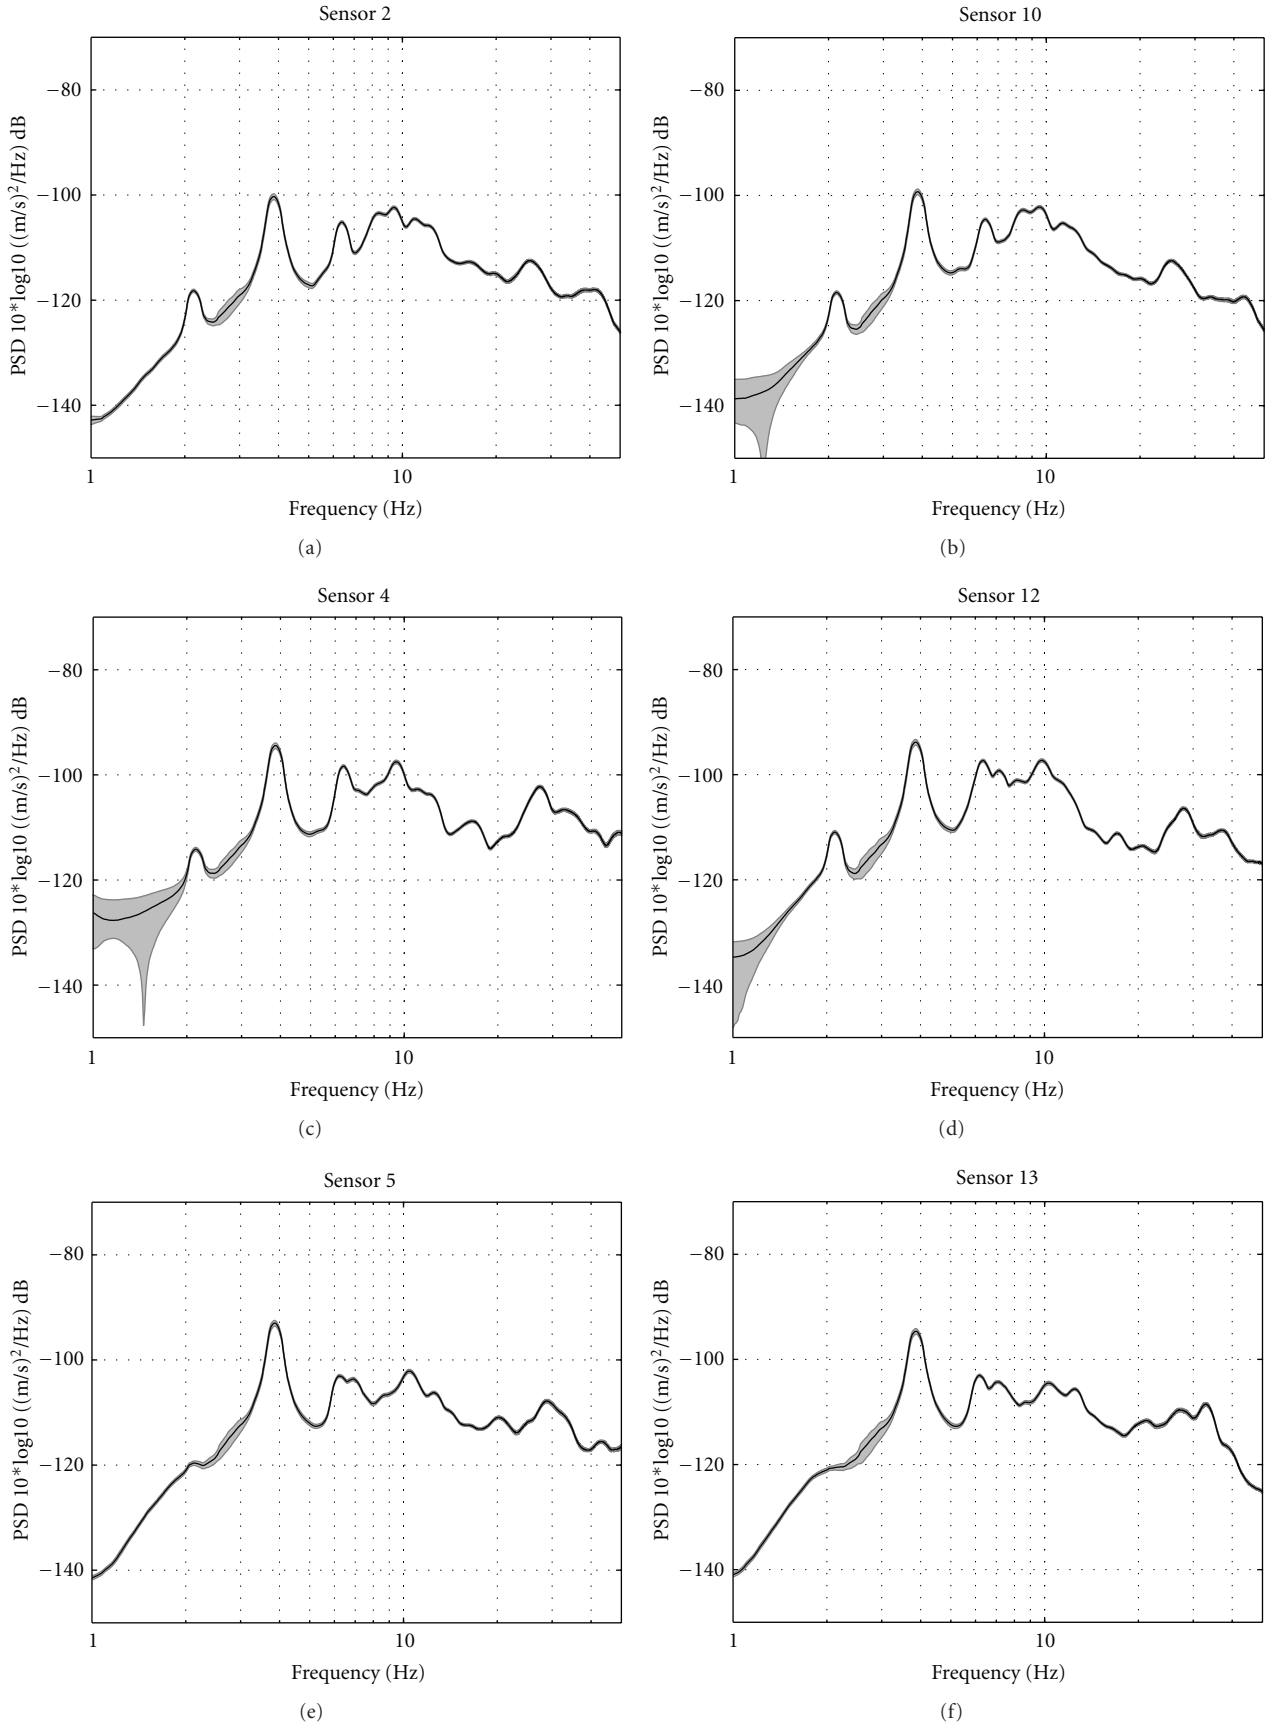 Sensor 2
PSD 10*log10 ((m/s)²/Hz) dB
−80
−100
−120
−140
1
10
Frequency (Hz)
(a)
Sensor 10
PSD 10*log10 ((m/s)²/Hz) dB
−80
−100
−120
−140
1
10
Frequency (Hz)
(b)
Sensor 4
PSD 10*log10 ((m/s)²/Hz) dB
−80
−100
−120
−140
1
10
Frequency (Hz)
(c)
Sensor 12
PSD 10*log10 ((m/s)²/Hz) dB
−80
−100
−120
−140
1
10
Frequency (Hz)
(d)
Sensor 5
PSD 10*log10 ((m/s)²/Hz) dB
−80
−100
−120
−140
1
10
Frequency (Hz)
(e)
Sensor 13
PSD 10*log10 ((m/s)²/Hz) dB
−80
−100
−120
−140
1
10
Frequency (Hz)
(f)